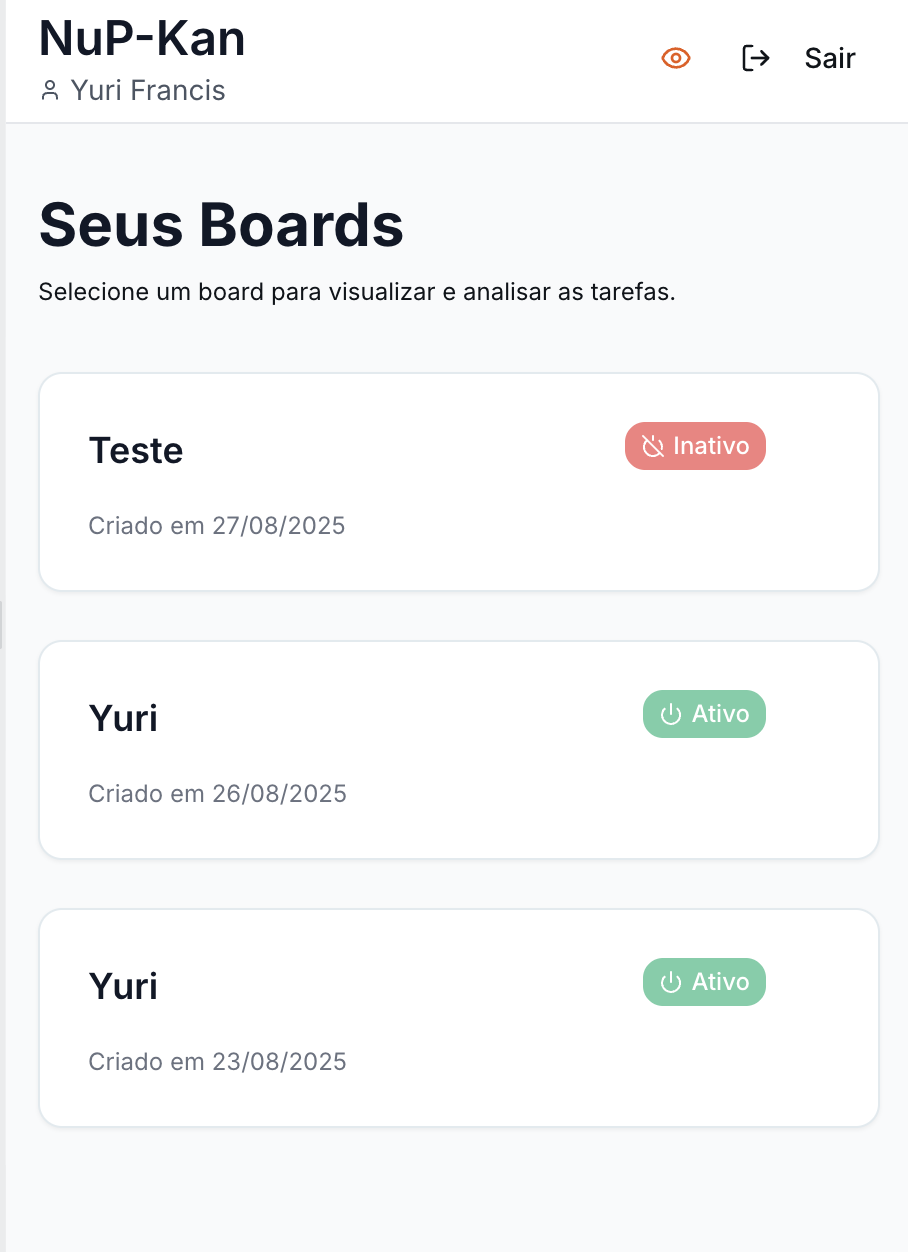 NuP-Kan
Yuri Francis
Sair
Seus Boards
Selecione um board para visualizar e analisar as tarefas.
Teste
Inativo
Criado em 27/08/2025
Yuri
Ativo
Criado em 26/08/2025
Yuri
Ativo
Criado em 23/08/2025